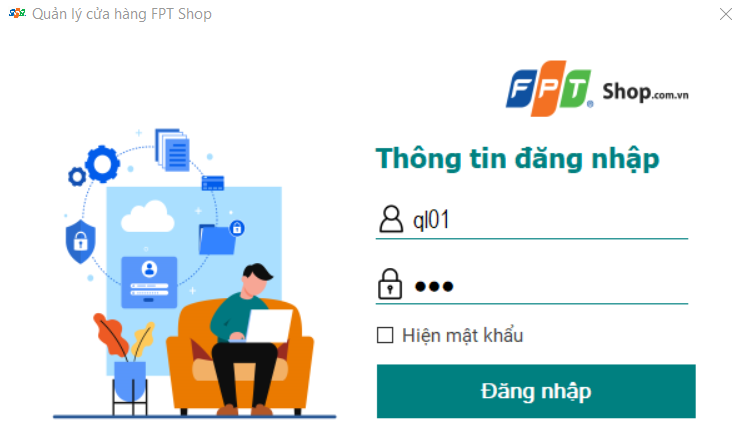 Quản lý cửa hàng FPT Shop
FPT® Shop.com.vn
Thông tin đăng nhập
ql01
●●●
Hiện mật khẩu
Đăng nhập